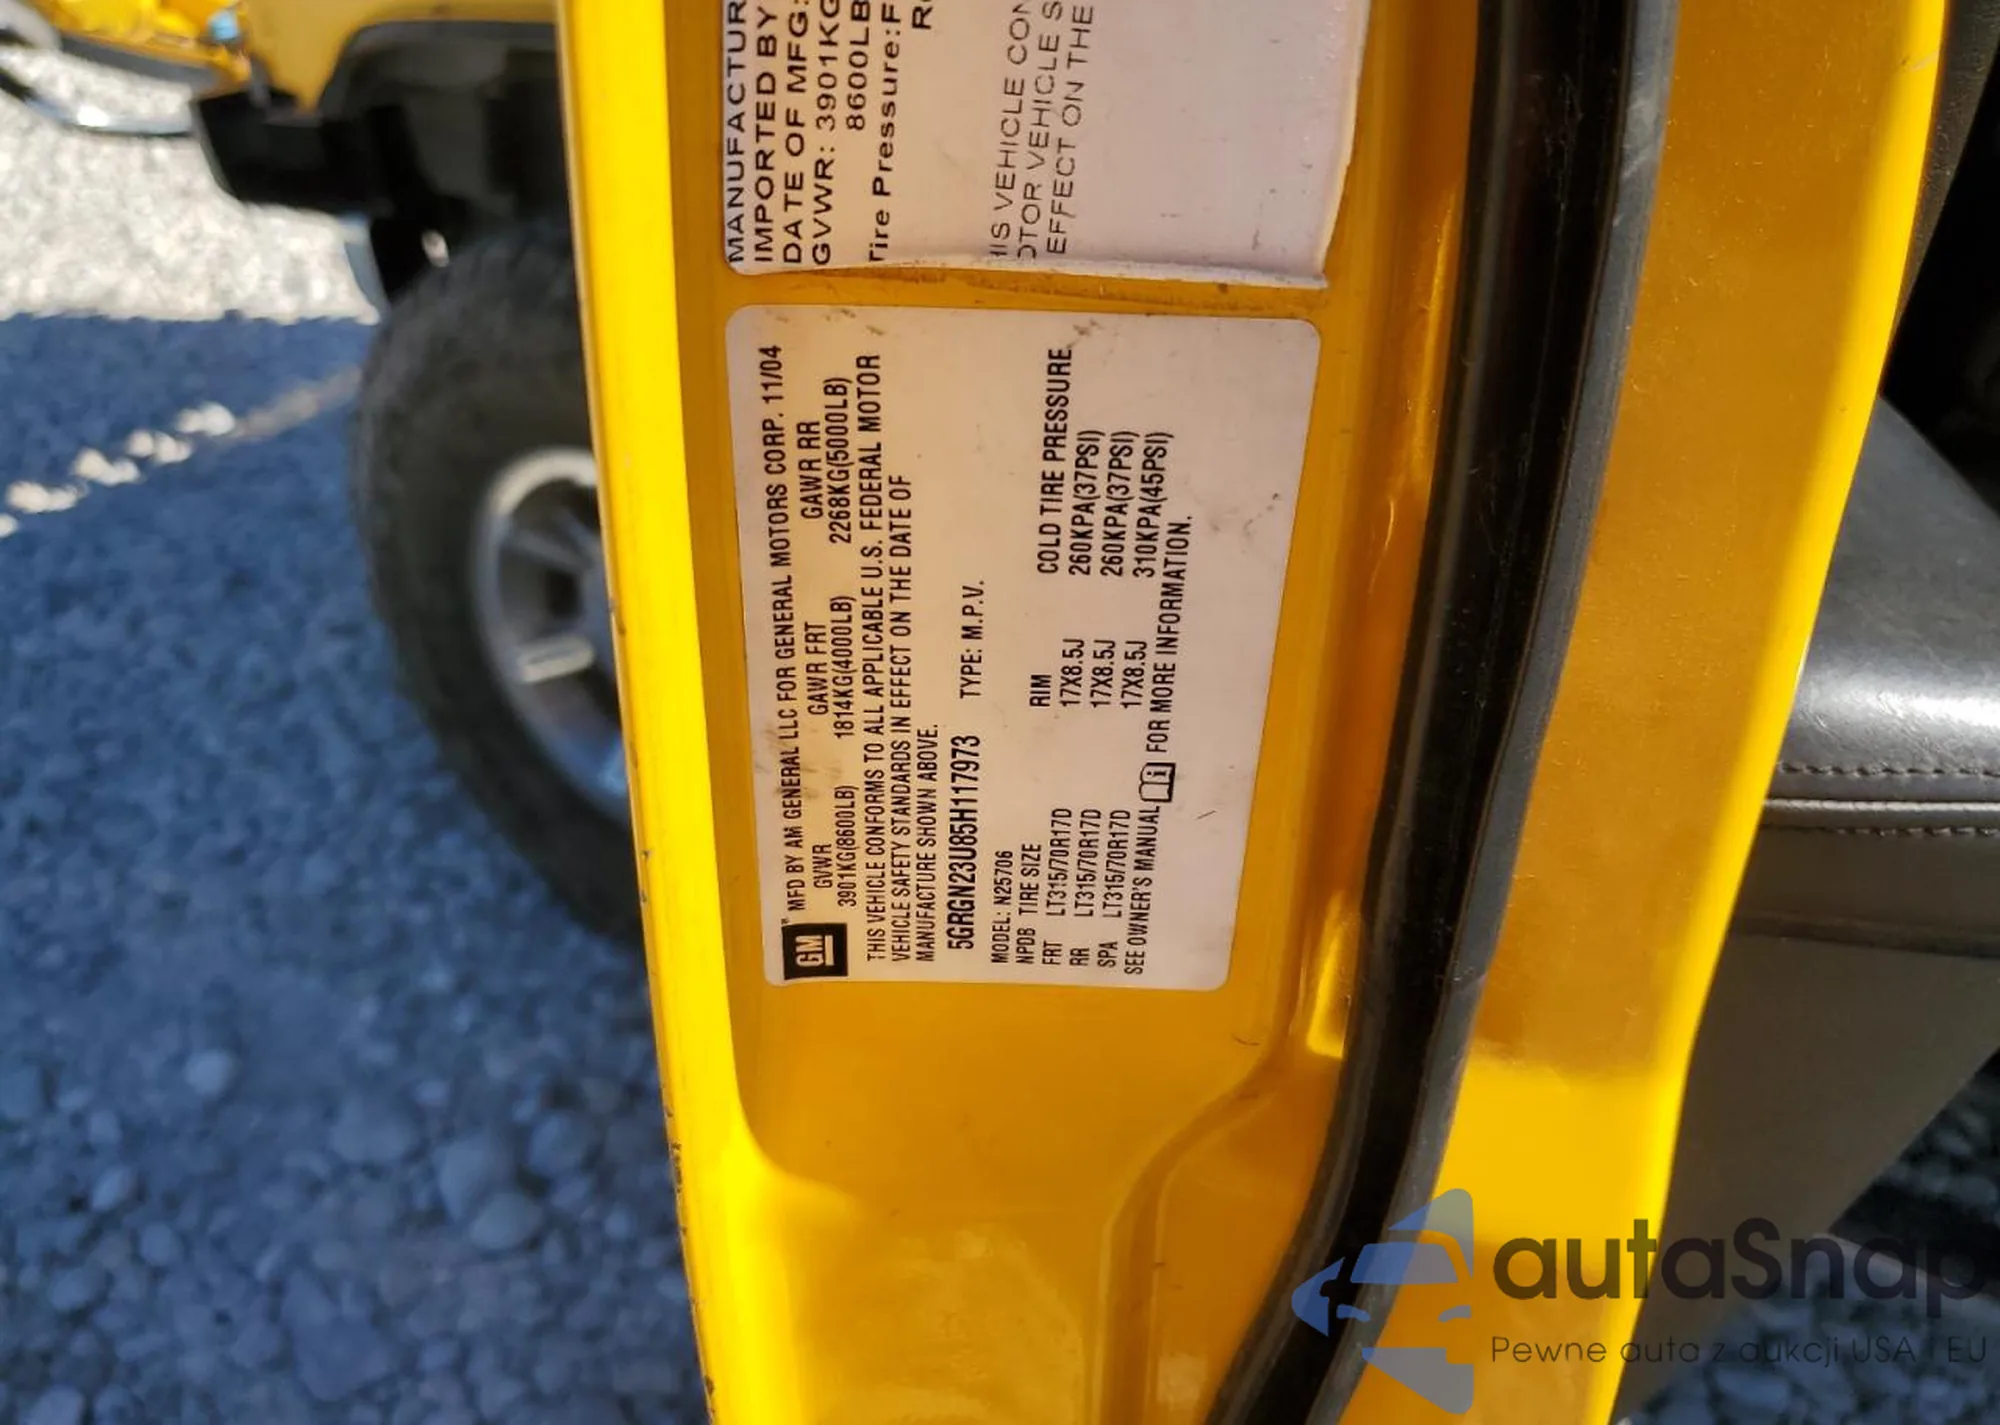 MANUFACTUR
IMPORTED BY
DATE OF MFG:
GVWR: 3901KG
8600LB
Tire Pressure:F
HIS VEHICLE CON
OTOR VEHICLE S
EFFECT ON THE
GM
MFD BY AM GENERAL LLC FOR GENERAL MOTORS CORP. 11/04
GVWR GAWR FRT GAWR RR
3901KG(8600LB) 1814KG(4000LB) 2268KG(5000LB)
THIS VEHICLE CONFORMS TO ALL APPLICABLE U.S. FEDERAL MOTOR
VEHICLE SAFETY STANDARDS IN EFFECT ON THE DATE OF
MANUFACTURE SHOWN ABOVE.
5GRGN23U85H117973 TYPE: M.P.V.
MODEL: N25706
NPDB TIRE SIZE RIM COLD TIRE PRESSURE
FRT LT315/70R17D 17X8.5J 260KPA(37PSI)
RR LT315/70R17D 17X8.5J 260KPA(37PSI)
SPA LT315/70R17D 17X8.5J 310KPA(45PSI)
SEE OWNER'S MANUAL FOR MORE INFORMATION.
autaSnap
Pewne auta z aukcji USA i EU